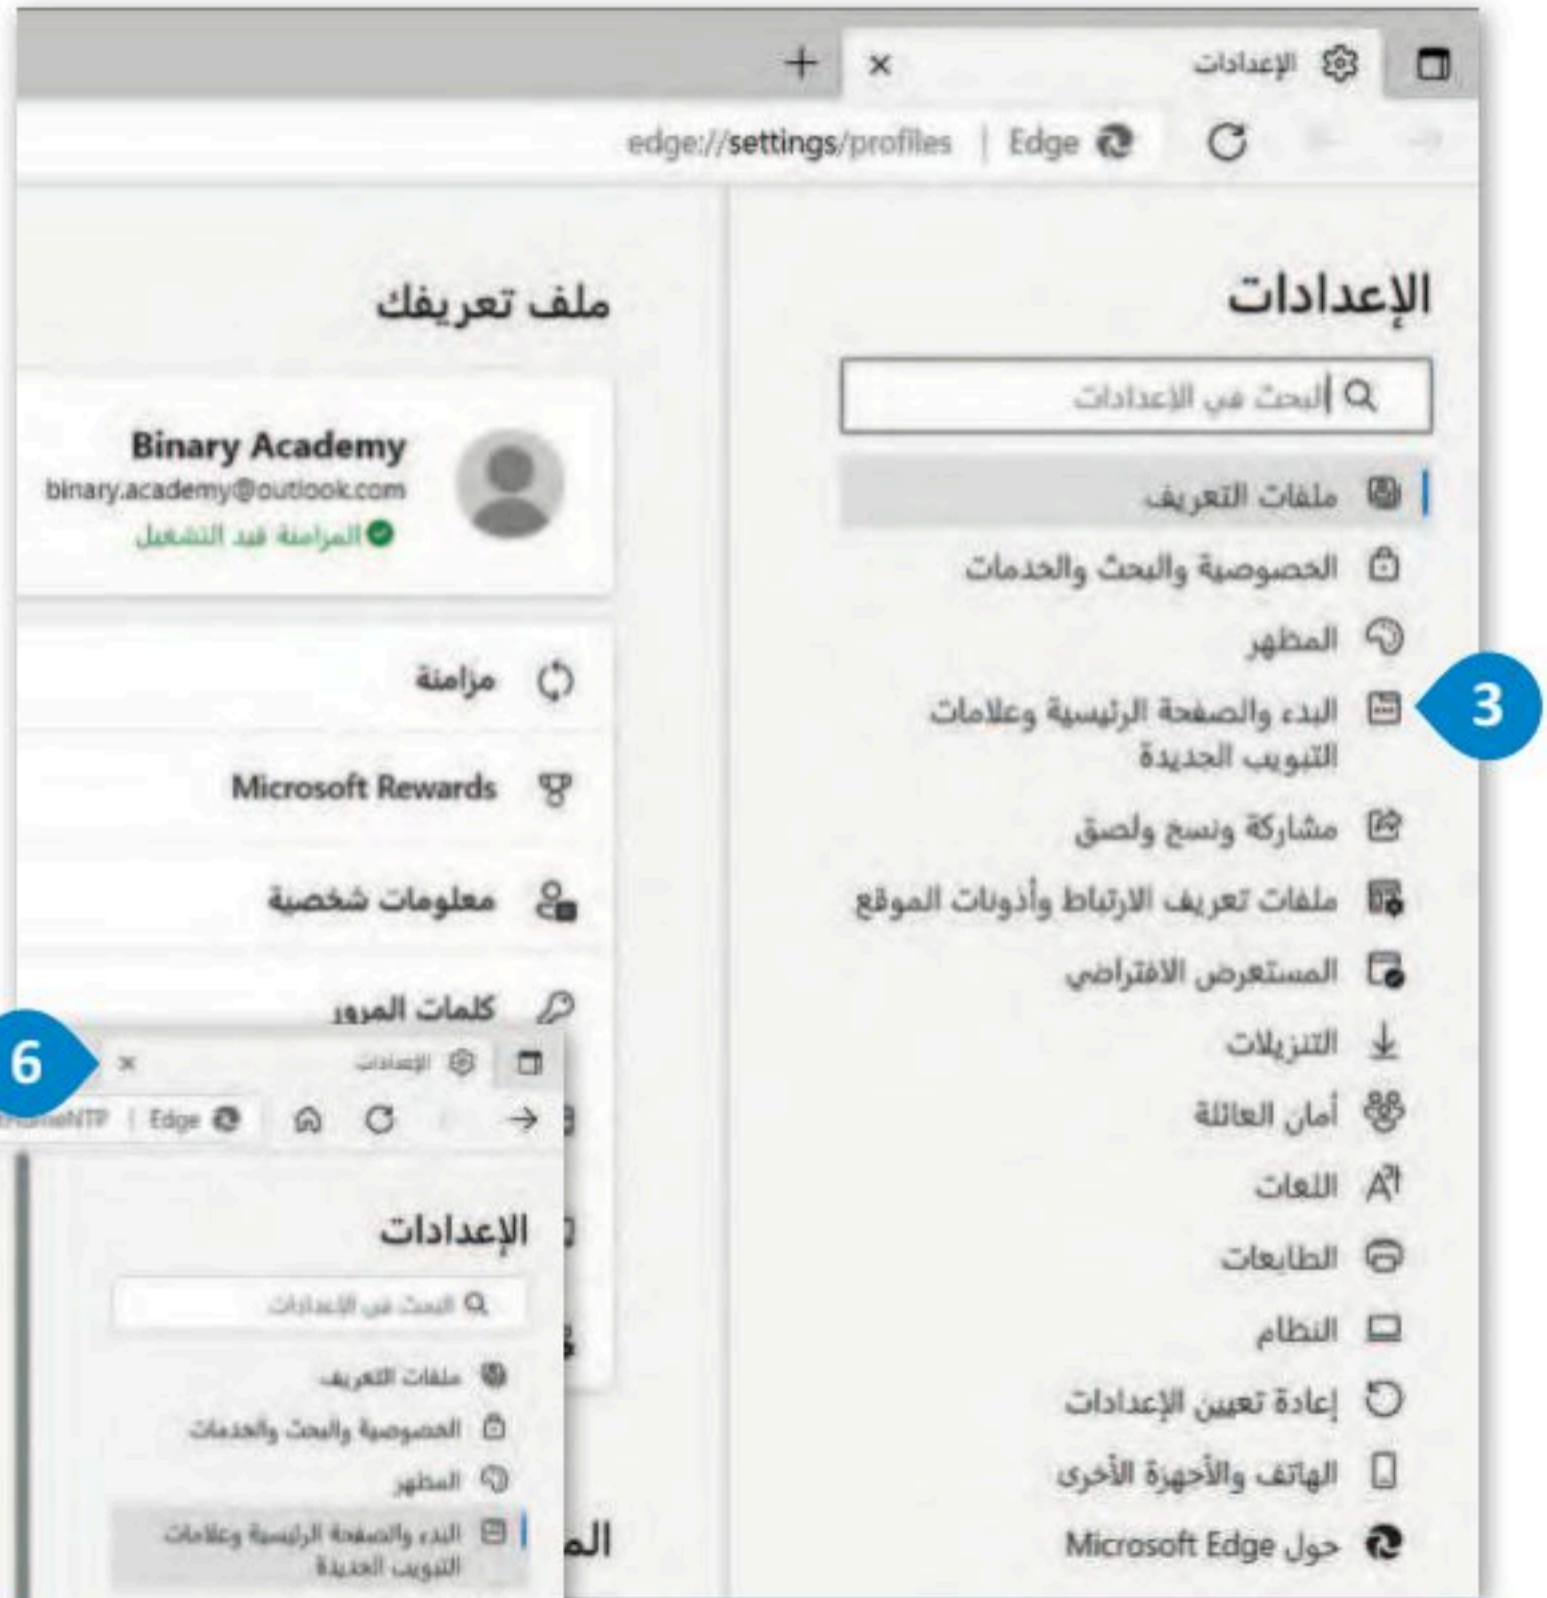 الإعدادات
edge://settings/profiles | Edge
الإعدادات
البحث في الإعدادات
ملفات التعريف
الخصوصية والبحث والخدمات
المظهر
البدء والصفحة الرئيسية وعلامات
التبويب الجديدة
3
مشاركة ونسخ ولصق
ملفات تعريف الارتباط وأذونات الموقع
المستعرض الافتراضي
التنزيلات
أمان العائلة
اللغات
الطابعات
النظام
إعادة تعيين الإعدادات
الهاتف والأجهزة الأخرى
حول Microsoft Edge
ملف تعريفك
Binary Academy
binary.academy@outlook.com
المزامنة قيد التشغيل
مزامنة
Microsoft Rewards
معلومات شخصية
كلمات المرور
6
الإعدادات
Edge
الإعدادات
البحث في الإعدادات
ملفات التعريف
الخصوصية والبحث والخدمات
المظهر
البدء والصفحة الرئيسية وعلامات
التبويب الجديدة